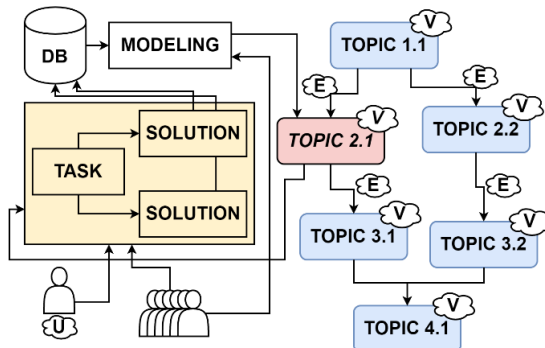 DB
MODELING
V
TOPIC 1.1
E
E
V
TOPIC 2.1
V
TOPIC 2.2
SOLUTION
TASK
SOLUTION
E
E
V
TOPIC 3.1
V
TOPIC 3.2
U
V
TOPIC 4.1